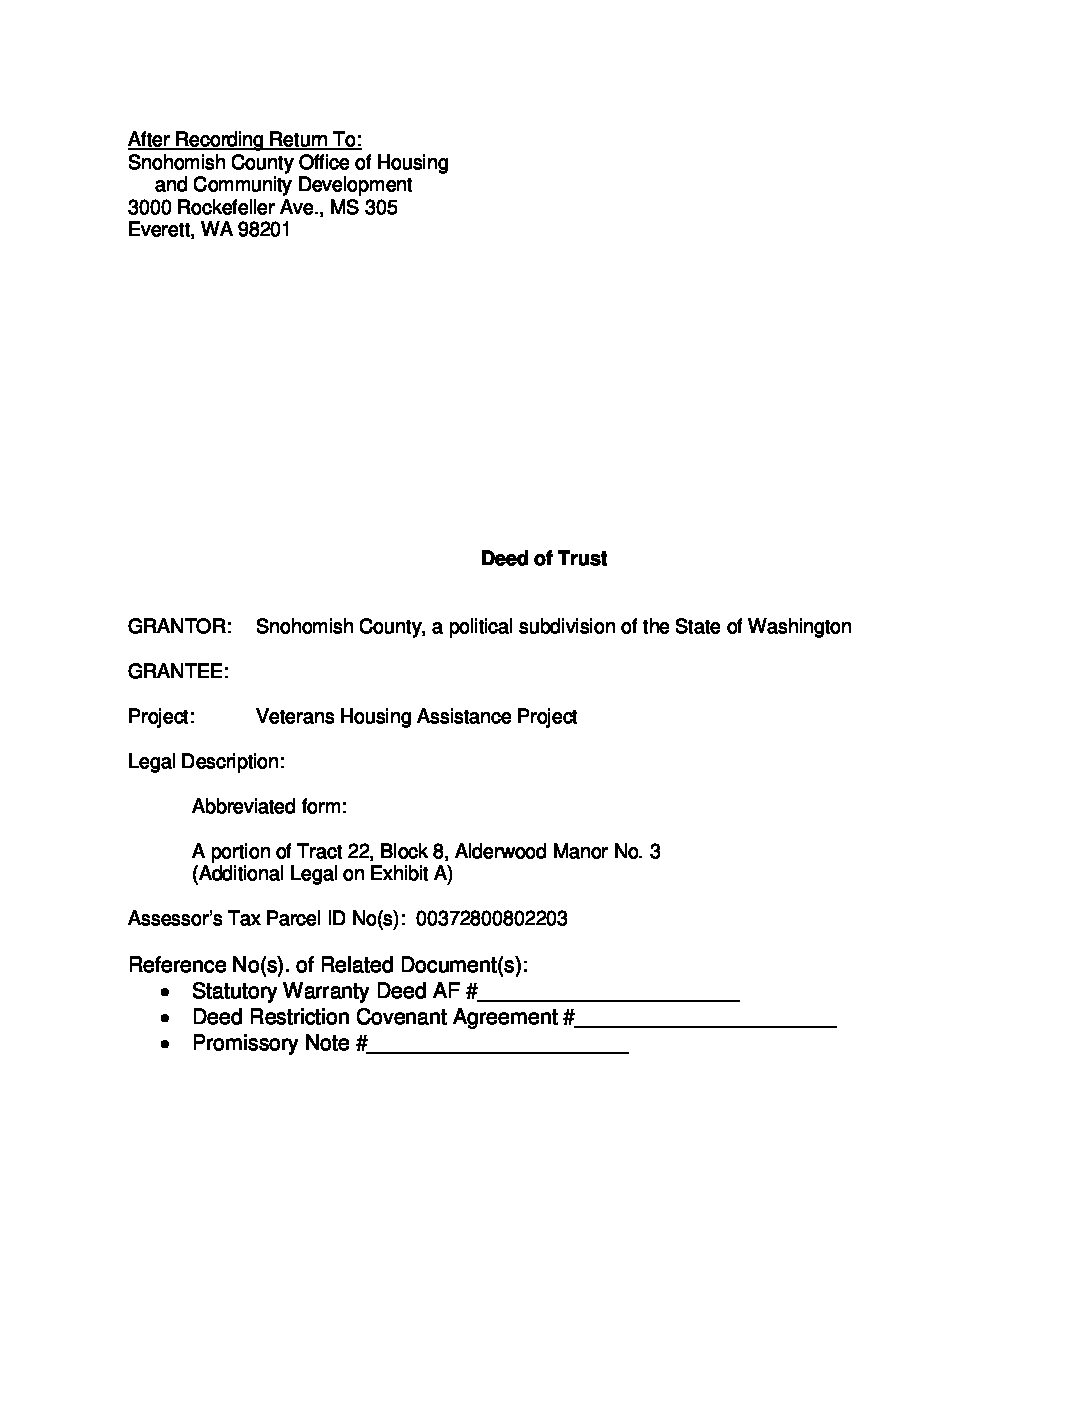 After Recording Return To:
Snohomish County Office of Housing
and Community Development
3000 Rockefeller Ave., MS 305
Everett, WA 98201
Deed of Trust
GRANTOR: Snohomish County, a political subdivision of the State of Washington
GRANTEE:
Project: Veterans Housing Assistance Project
Legal Description:
Abbreviated form:
A portion of Tract 22, Block 8, Alderwood Manor No. 3
(Additional Legal on Exhibit A)
Assessor's Tax Parcel ID No(s): 00372800802203
Reference No(s). of Related Document(s):
• Statutory Warranty Deed AF #______________________
• Deed Restriction Covenant Agreement #______________________
• Promissory Note #______________________